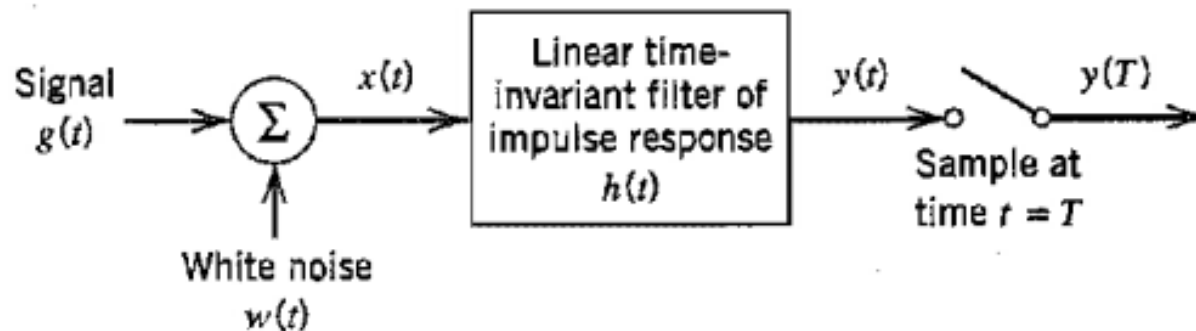 Signal
g(t)
Σ
x(t)
White noise
w(t)
Linear time-
invariant filter of
impulse response
h(t)
y(t)
y(T)
Sample at
time t = T